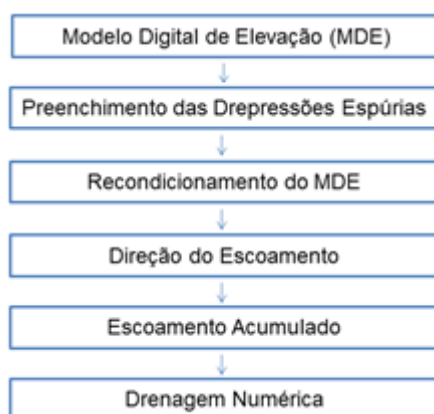 Modelo Digital de Elevação (MDE)
Preenchimento das Drepressões Espúrias
Recondicionamento do MDE
Direção do Escoamento
Escoamento Acumulado
Drenagem Numérica